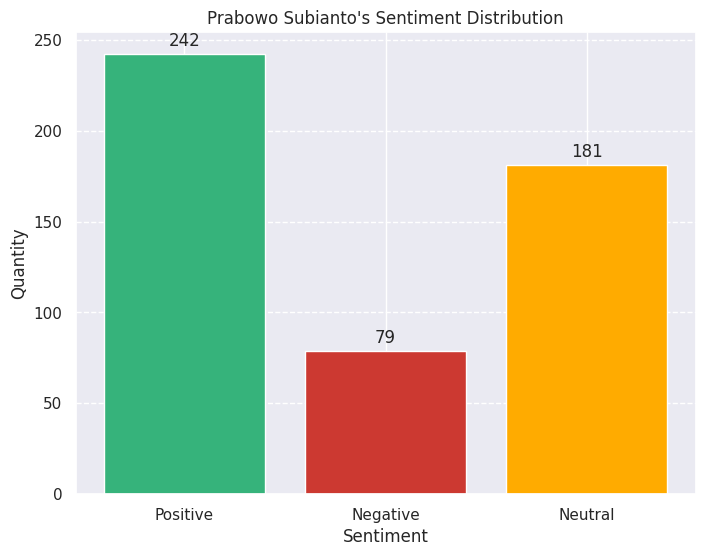 Prabowo Subianto's Sentiment Distribution
250
200
150
100
50
0
Quantity
242
79
181
Positive
Negative
Neutral
Sentiment